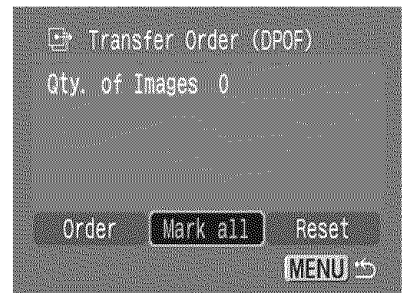 Transfer Order (DPOF)
Qty. of Images 0
Order Mark all Reset
MENU